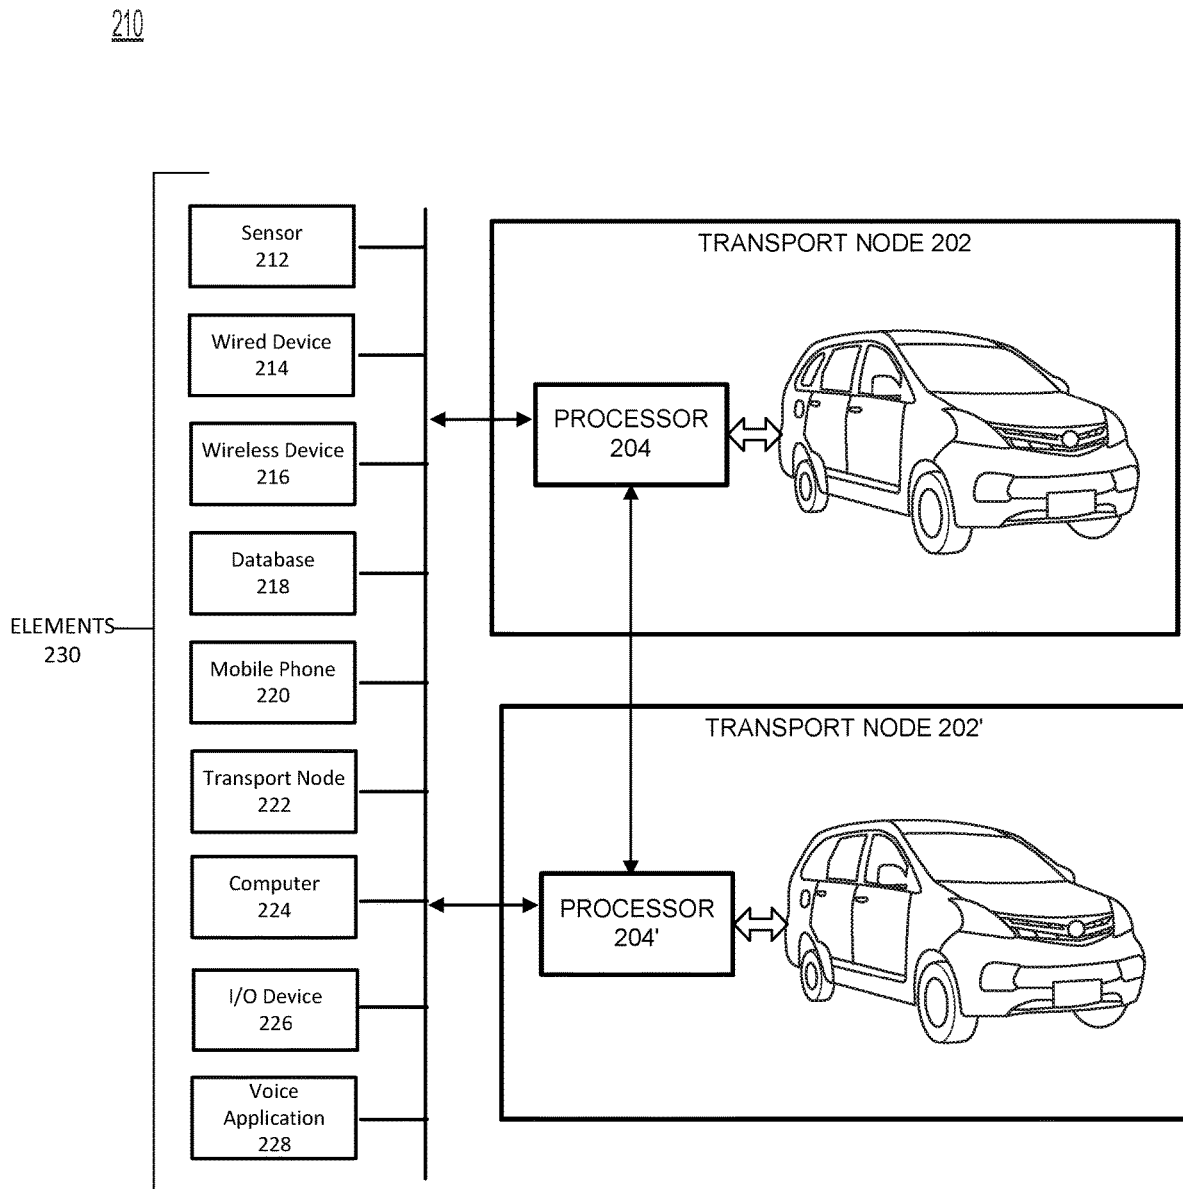 210
Sensor
212
Wired Device
214
Wireless Device
216
Database
218
ELEMENTS
230
Mobile Phone
220
Transport Node
222
Computer
224
I/O Device
226
Voice
Application
228
TRANSPORT NODE 202
PROCESSOR
204
TRANSPORT NODE 202'
PROCESSOR
204'